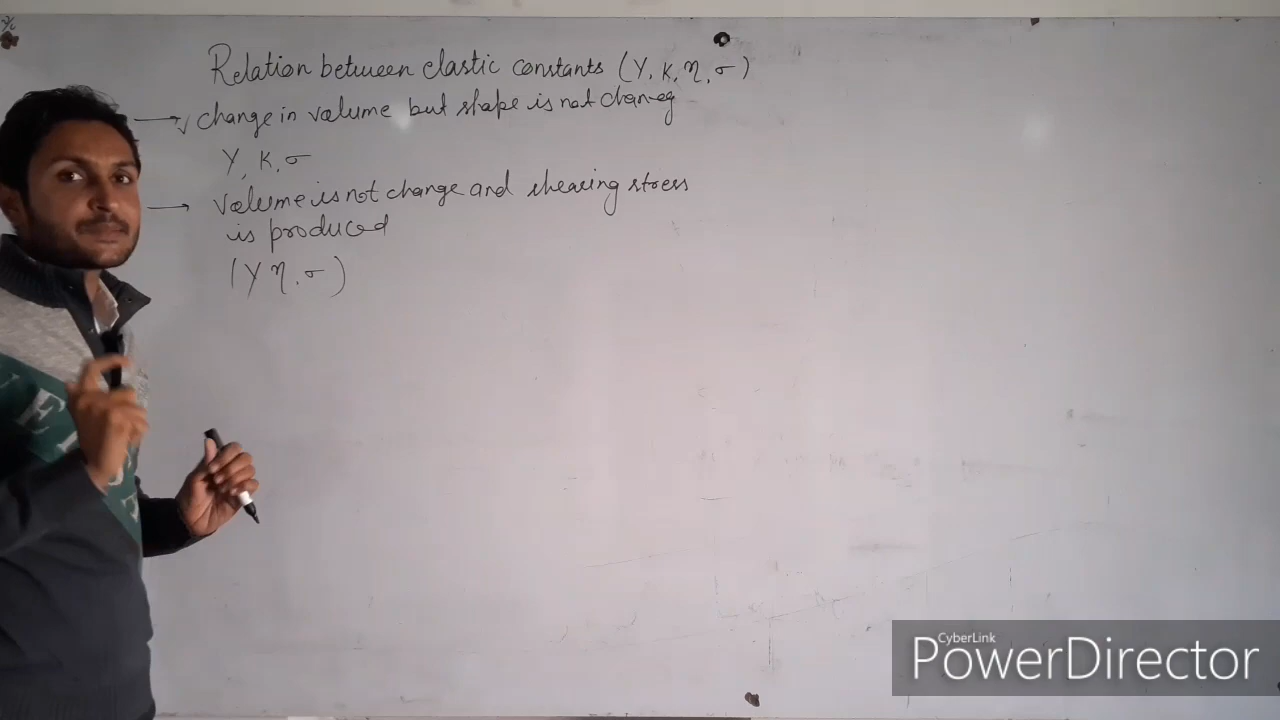 Relation between elastic constants (Y, K, η, σ)
→ change in volume but shape is not chaneg
Y, K, σ
→ volume is not change and shearing stress
is produced
(Y η, σ)
CyberLink
PowerDirector